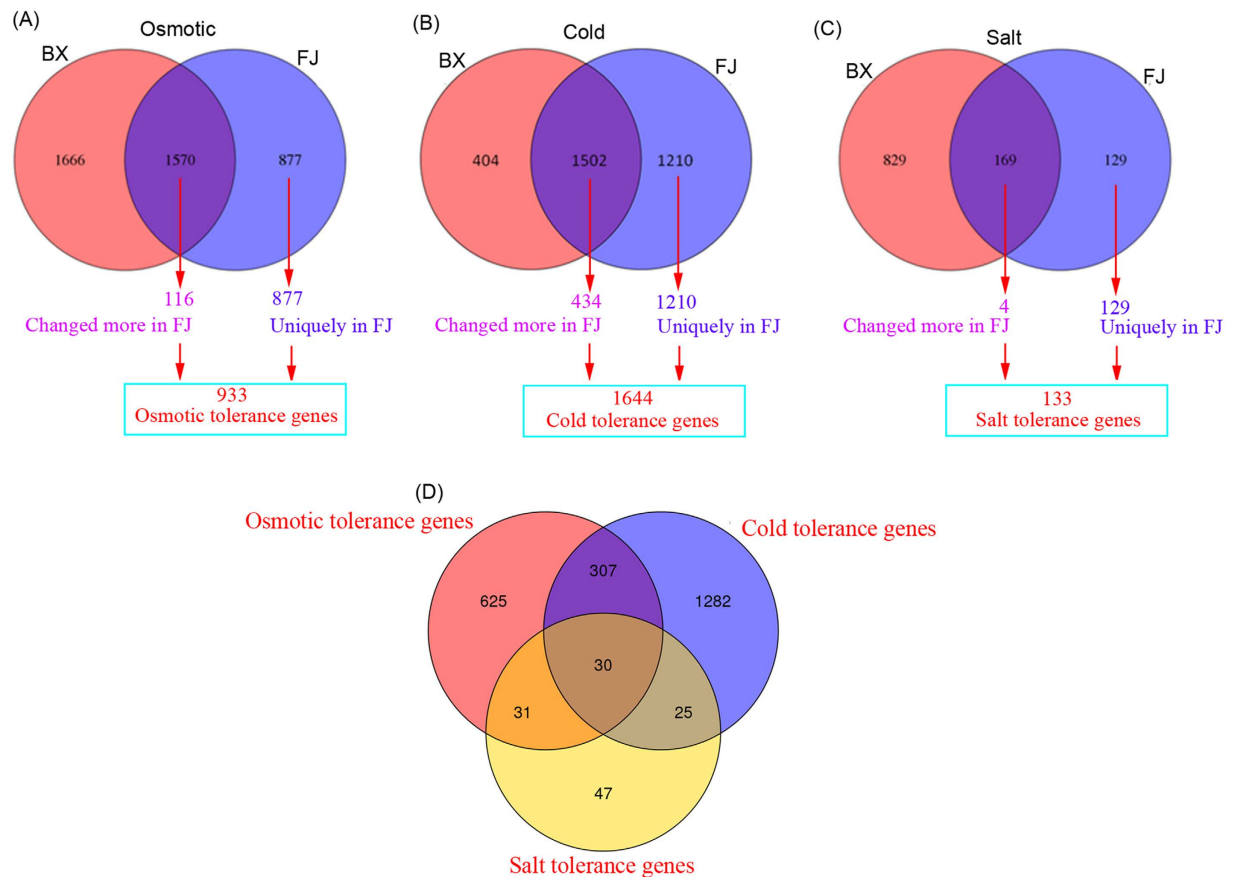 (A)
Osmotic
BX
FJ
1666
1570
877
116
877
Changed more in FJ
Uniquely in FJ
933
Osmotic tolerance genes
(B)
Cold
BX
FJ
404
1502
1210
434
1210
Changed more in FJ
Uniquely in FJ
1644
Cold tolerance genes
(C)
Salt
BX
FJ
829
169
129
4
129
Changed more in FJ
Uniquely in FJ
133
Salt tolerance genes
(D)
Osmotic tolerance genes
Cold tolerance genes
307
625
1282
30
31
25
47
Salt tolerance genes